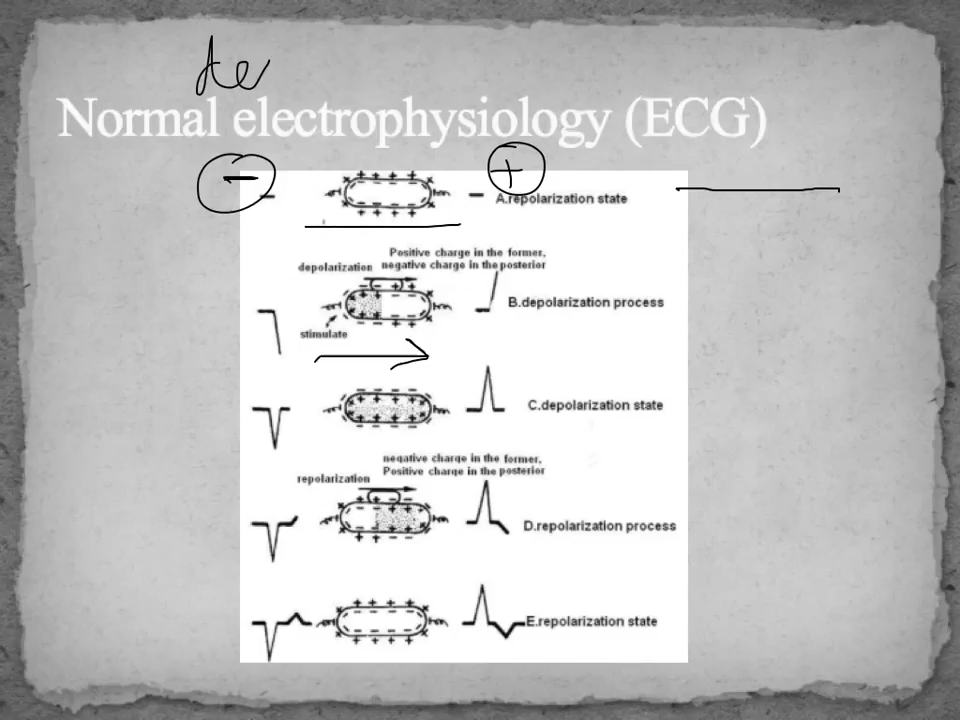 Normal electrophysiology (ECG)
A.repolarization state
Positive charge in the former,
negative charge in the posterior
depolarization
B.depolarization process
stimulate
C.depolarization state
negative charge in the former,
Positive charge in the posterior
repolarization
D.repolarization process
E.repolarization state